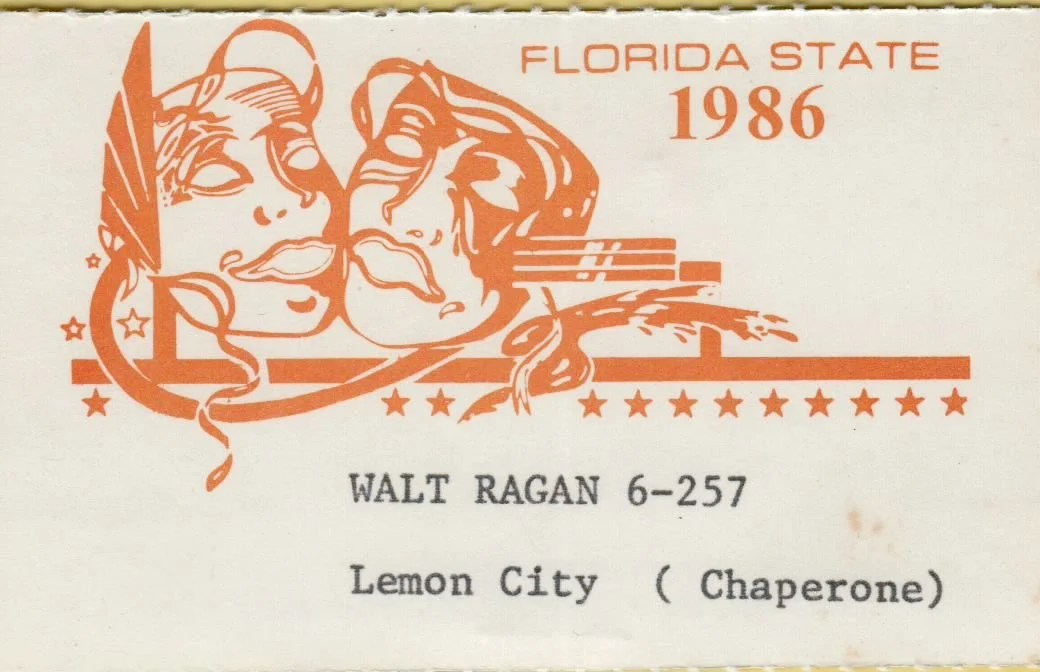 FLORIDA STATE
1986
WALT RAGAN 6-257
Lemon City ( Chaperone)